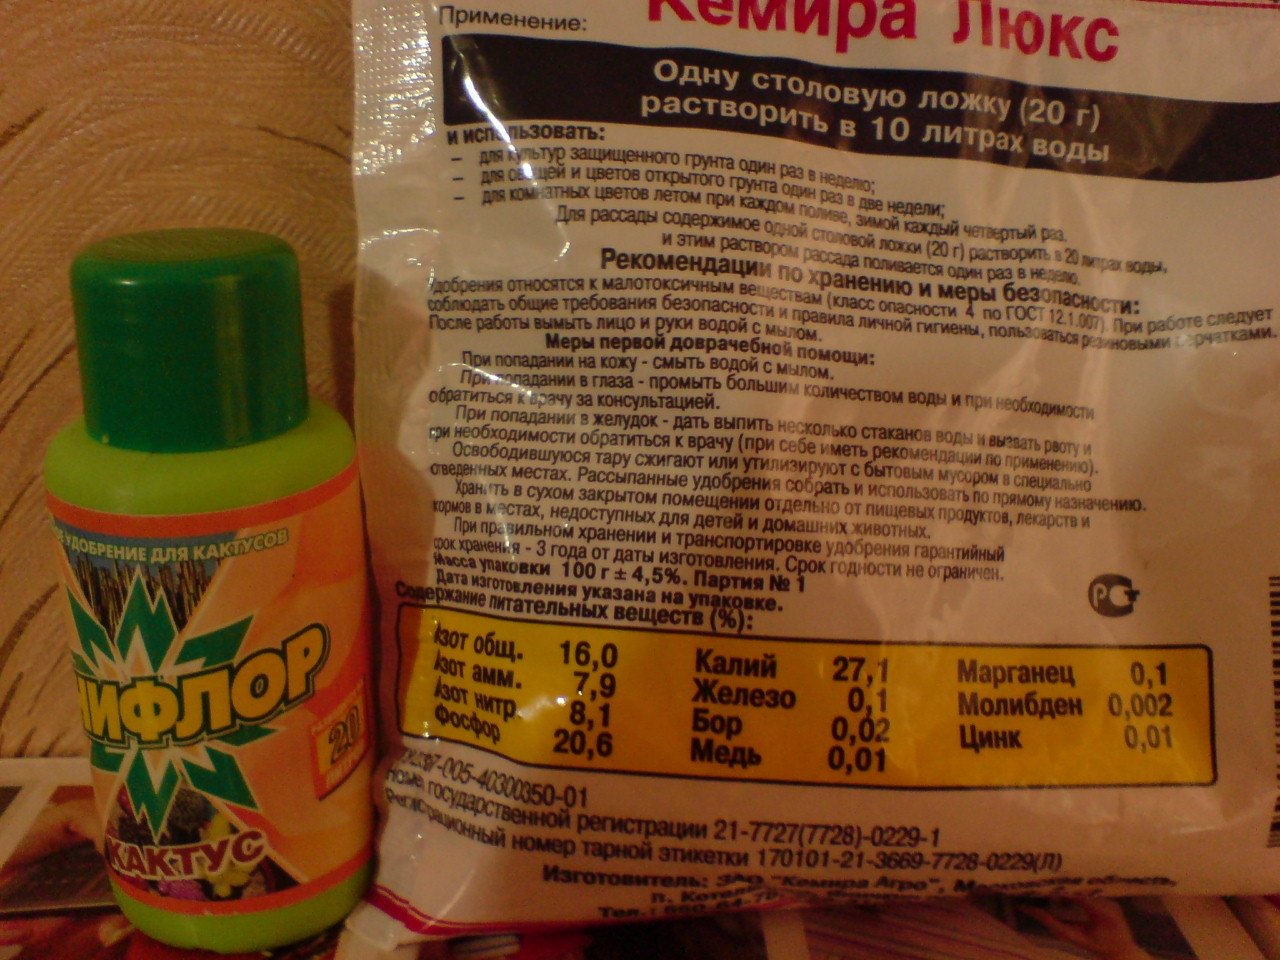 Применение:
Кемира Люкс
Одну столовую ложку (20 г)
растворить в 10 литрах воды
и использовать:
– для культур защищенного грунта один раз в неделю;
– для овощей и цветов открытого грунта один раз в две недели;
– для комнатных цветов летом при каждом поливе, зимой каждый четвертый раз.
Для рассады содержимое одной столовой ложки (20 г) растворить в 20 литрах воды,
и этим раствором рассада поливается один раз в неделю.
Рекомендации по хранению и меры безопасности:
Удобрения относятся к малотоксичным веществам (класс опасности 4 по ГОСТ 12.1.007). При работе следует
соблюдать общие требования безопасности и правила личной гигиены, пользоваться резиновыми перчатками.
После работы вымыть лицо и руки водой с мылом.
Меры первой доврачебной помощи:
При попадании на кожу - смыть водой с мылом.
При попадании в глаза - промыть большим количеством воды и при необходимости
обратиться к врачу за консультацией.
При попадании в желудок - дать выпить несколько стаканов воды и вызвать рвоту и
при необходимости обратиться к врачу (при себе иметь рекомендации по применению).
Освободившуюся тару сжигают или утилизируют с бытовым мусором в специально
отведенных местах. Рассыпанные удобрения собрать и использовать по прямому назначению.
Хранить в сухом закрытом помещении отдельно от пищевых продуктов, лекарств и
кормов в местах, недоступных для детей и домашних животных.
При правильном хранении и транспортировке удобрения гарантийный
срок хранения - 3 года от даты изготовления. Срок годности не ограничен.
Масса упаковки 100 г ± 4,5%. Партия № 1
Дата изготовления указана на упаковке.
Содержание питательных веществ (%):
Азот общ. 16,0 Калий 27,1 Марганец 0,1
Азот амм. 7,9 Железо 0,1 Молибден 0,002
Азот нитр. 8,1 Бор 0,02 Цинк 0,01
Фосфор 20,6 Медь 0,01
РСТ
-005-40300350-01
Номер государственной регистрации 21-7727(7728)-0229-1
Регистрационный номер тарной этикетки 170101-21-3669-7728-0229(Л)
Изготовитель: ЗАО "Кемира Агро", Московская область,
УДОБРЕНИЕ ДЛЯ КАКТУСОВ
НИФЛОР
20
КАКТУС